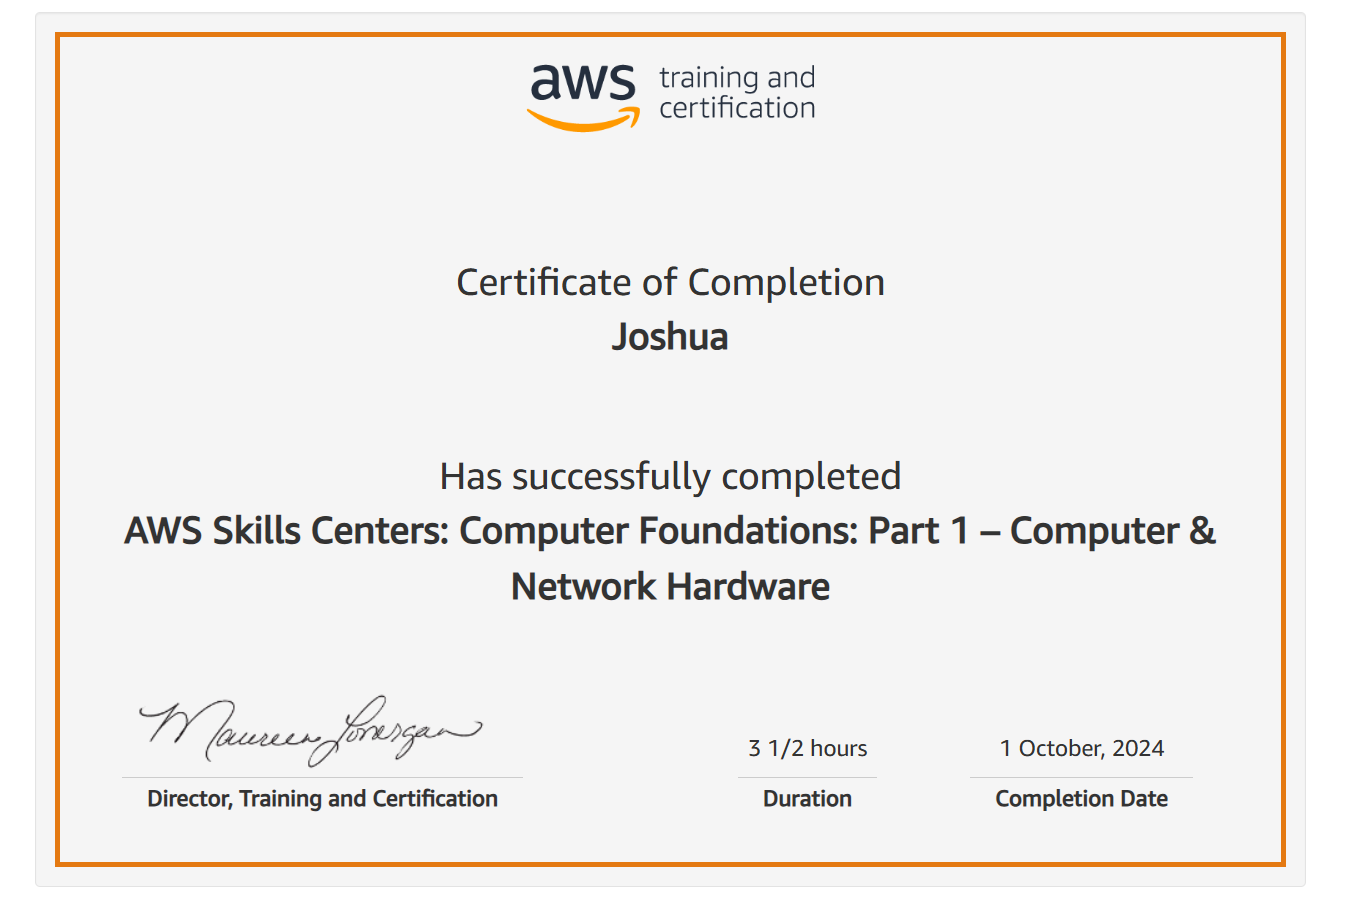 aws training and
certification
Certificate of Completion
Joshua
Has successfully completed
AWS Skills Centers: Computer Foundations: Part 1 – Computer &
Network Hardware
Maureen Lonergan
3 1/2 hours
1 October, 2024
Director, Training and Certification
Duration
Completion Date